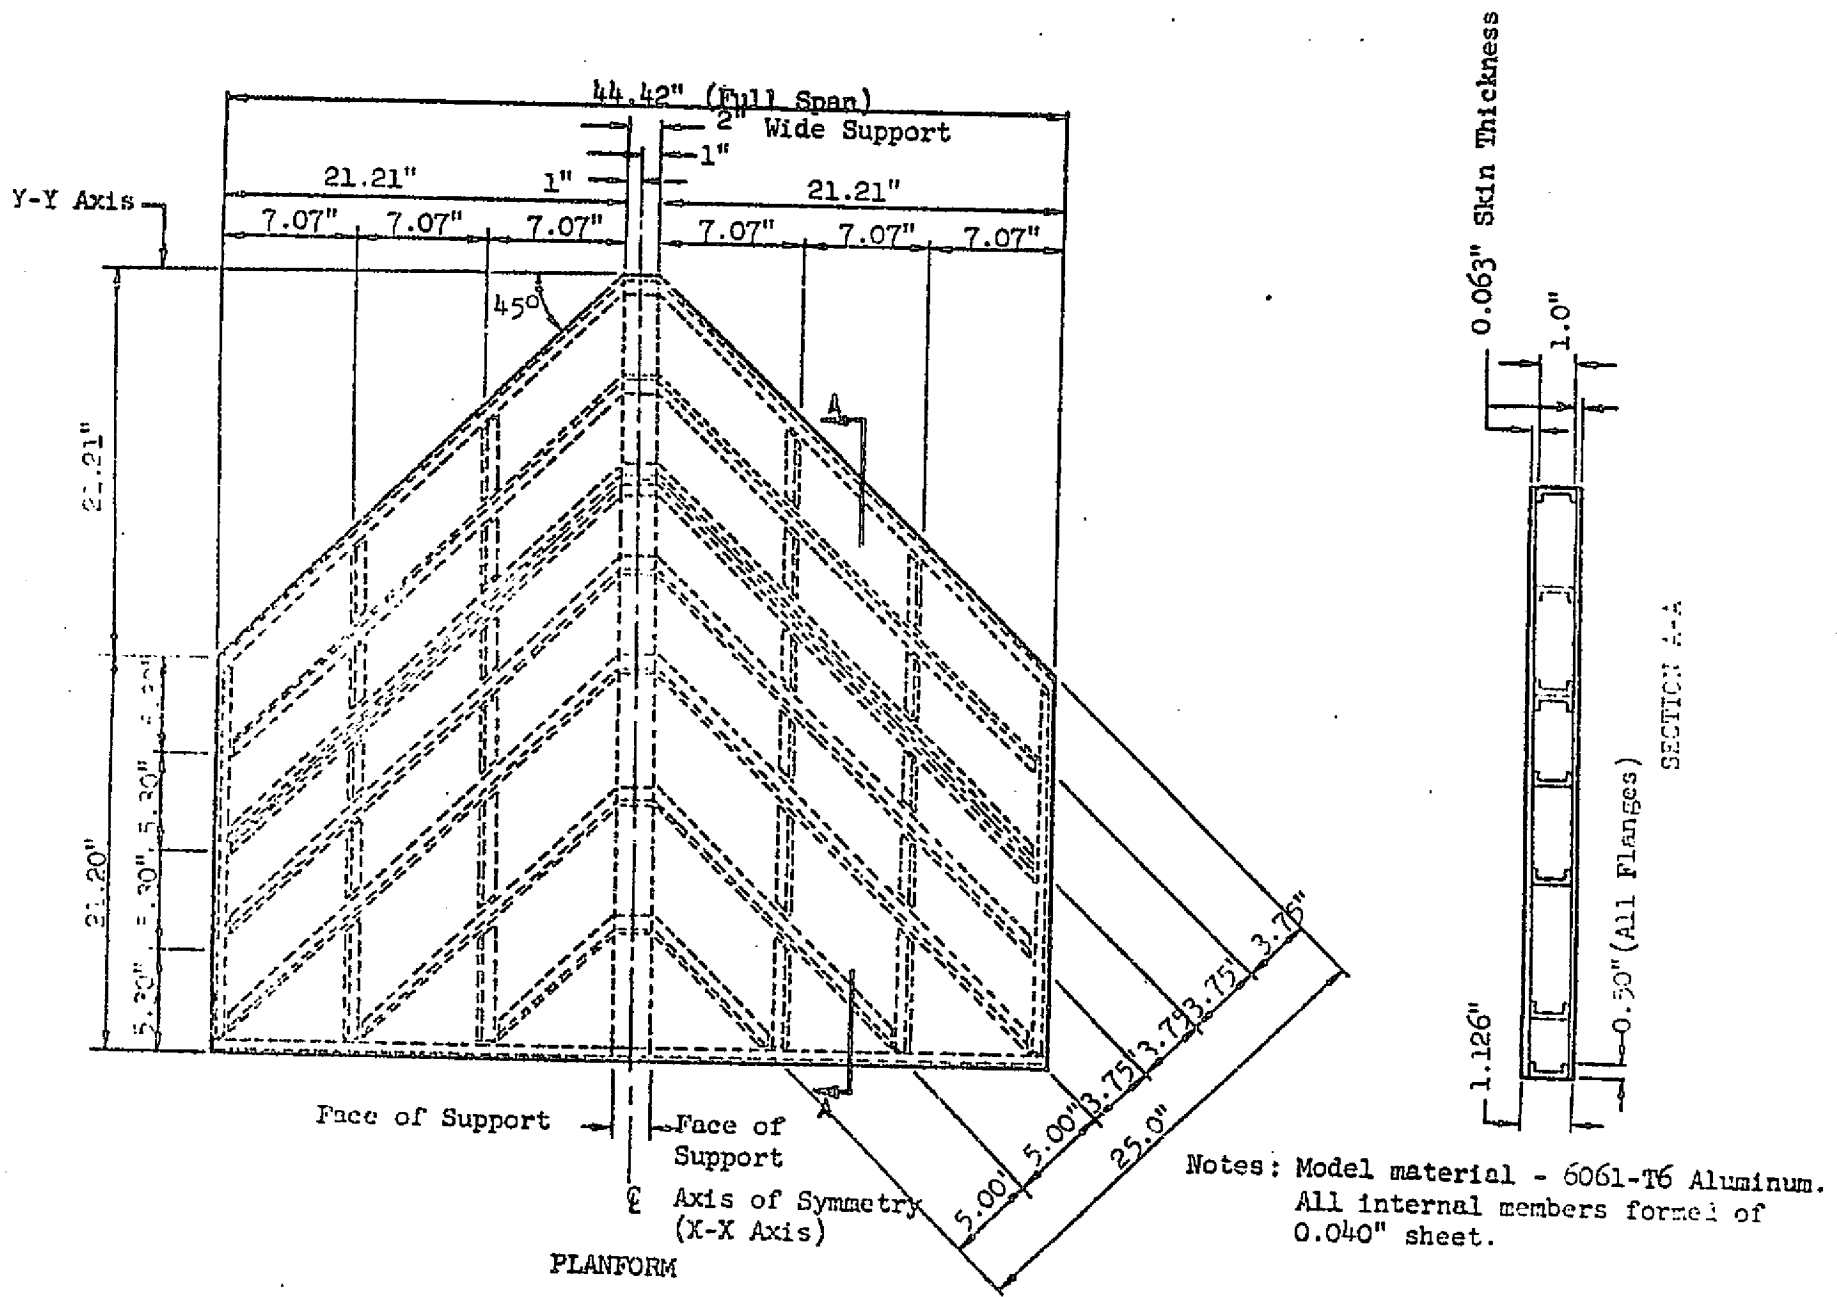 44.42" (Full Span)
2" Wide Support
1"
21.21"
1"
21.21"
Y-Y Axis
7.07" 7.07" 7.07" 7.07" 7.07" 7.07"
45°
A
21.21"
5.30"
5.30"
5.30"
21.20"
3.75"
3.75"
3.75"
3.75"
5.00"
5.00"
25.0"
A
Face of Support
Face of
Support
℄ Axis of Symmetry
(X-X Axis)
PLANFORM
0.063" Skin Thickness
1.0"
SECTION A-A
0.50" (All Flanges)
1.126"
Notes: Model material - 6061-T6 Aluminum.
All internal members formed of
0.040" sheet.